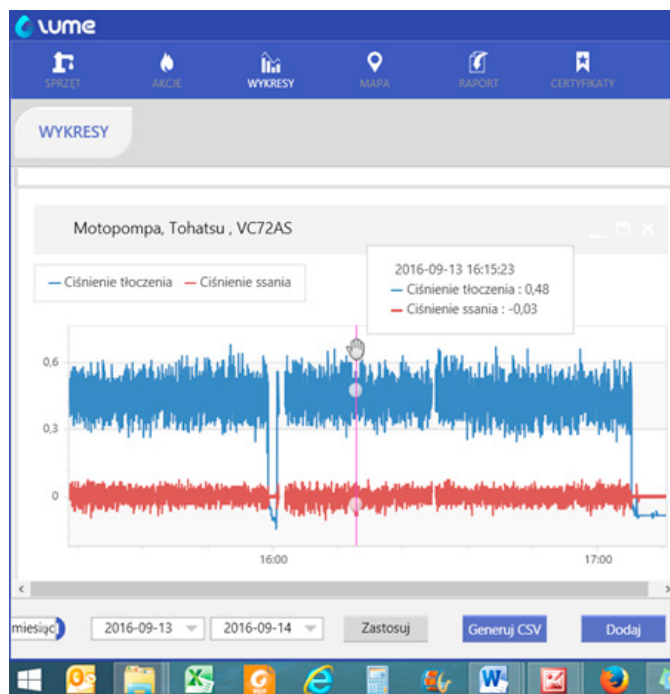 lume
SPRZĘT AKCJE WYKRESY MAPA RAPORT CERTYFIKATY
WYKRESY
Motopompa, Tohatsu , VC72AS
Ciśnienie tłoczenia Ciśnienie ssania
2016-09-13 16:15:23
Ciśnienie tłoczenia : 0,48
Ciśnienie ssania : -0,03
0,6
0,3
0
16:00 17:00
miesiąc 2016-09-13 2016-09-14 Zastosuj Generuj CSV Dodaj